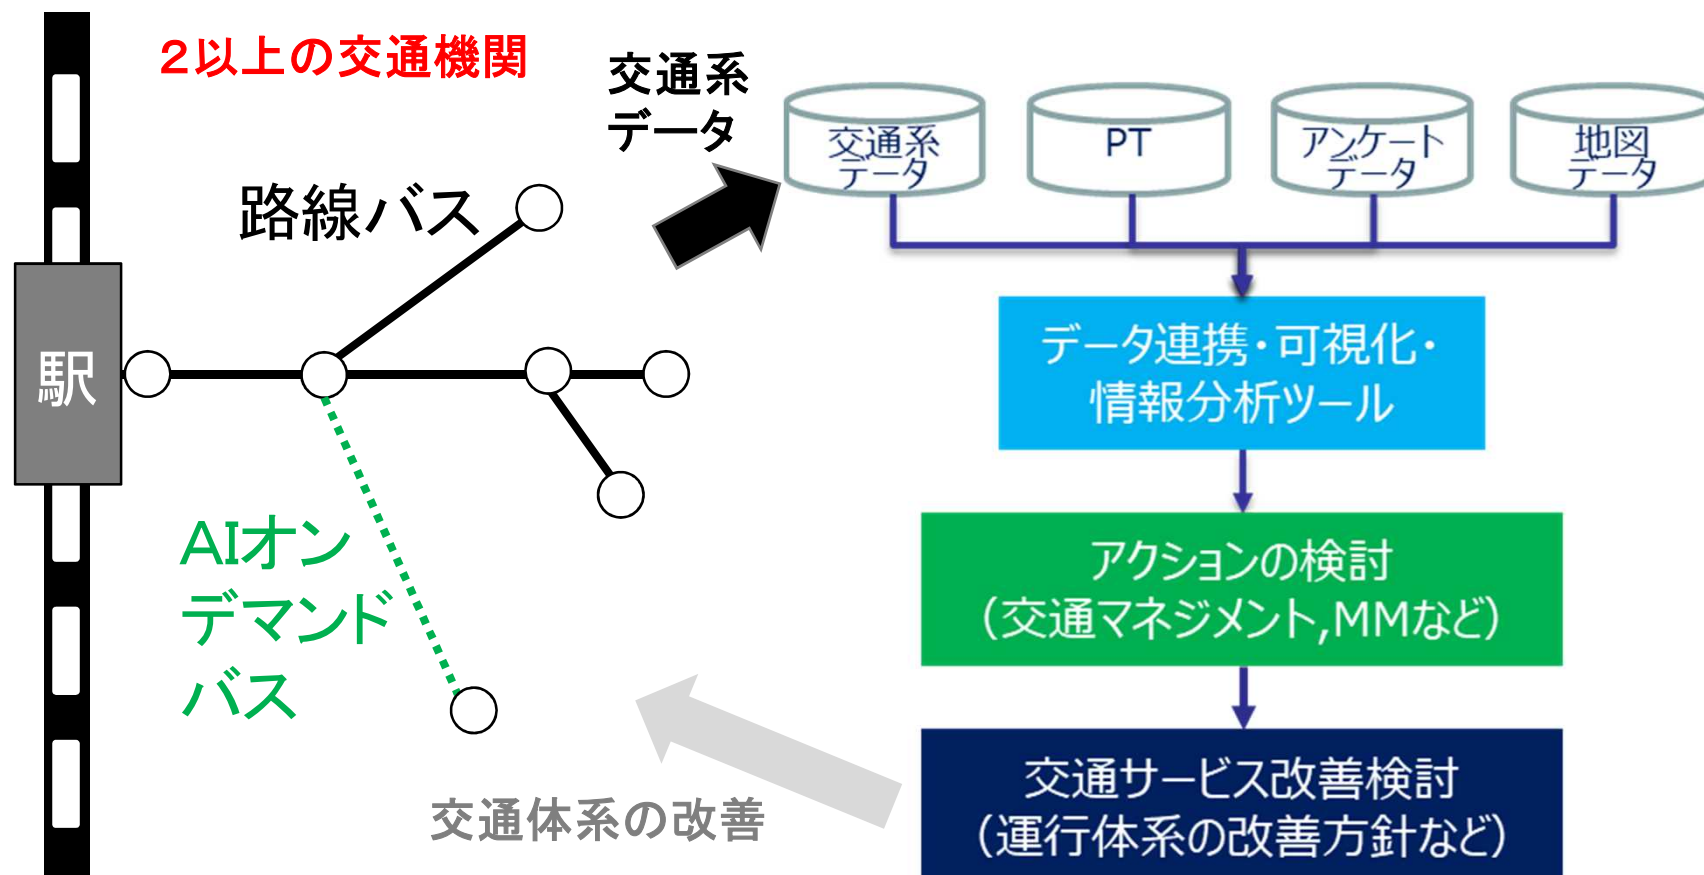 ２以上の交通機関
交通系
データ
路線バス
駅
AIオン
デマンド
バス
交通体系の改善
交通系
データ
PT
アンケート
データ
地図
データ
データ連携・可視化・
情報分析ツール
アクションの検討
（交通マネジメント,MMなど）
交通サービス改善検討
（運行体系の改善方針など）